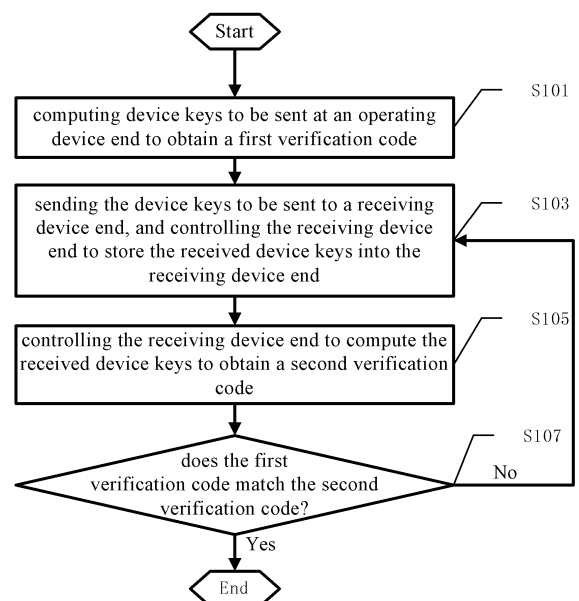 Start
S101
computing device keys to be sent at an operating
device end to obtain a first verification code
S103
sending the device keys to be sent to a receiving
device end, and controlling the receiving device
end to store the received device keys into the
receiving device end
S105
controlling the receiving device end to compute the
received device keys to obtain a second verification
code
S107
does the first
verification code match the second
verification code?
No
Yes
End